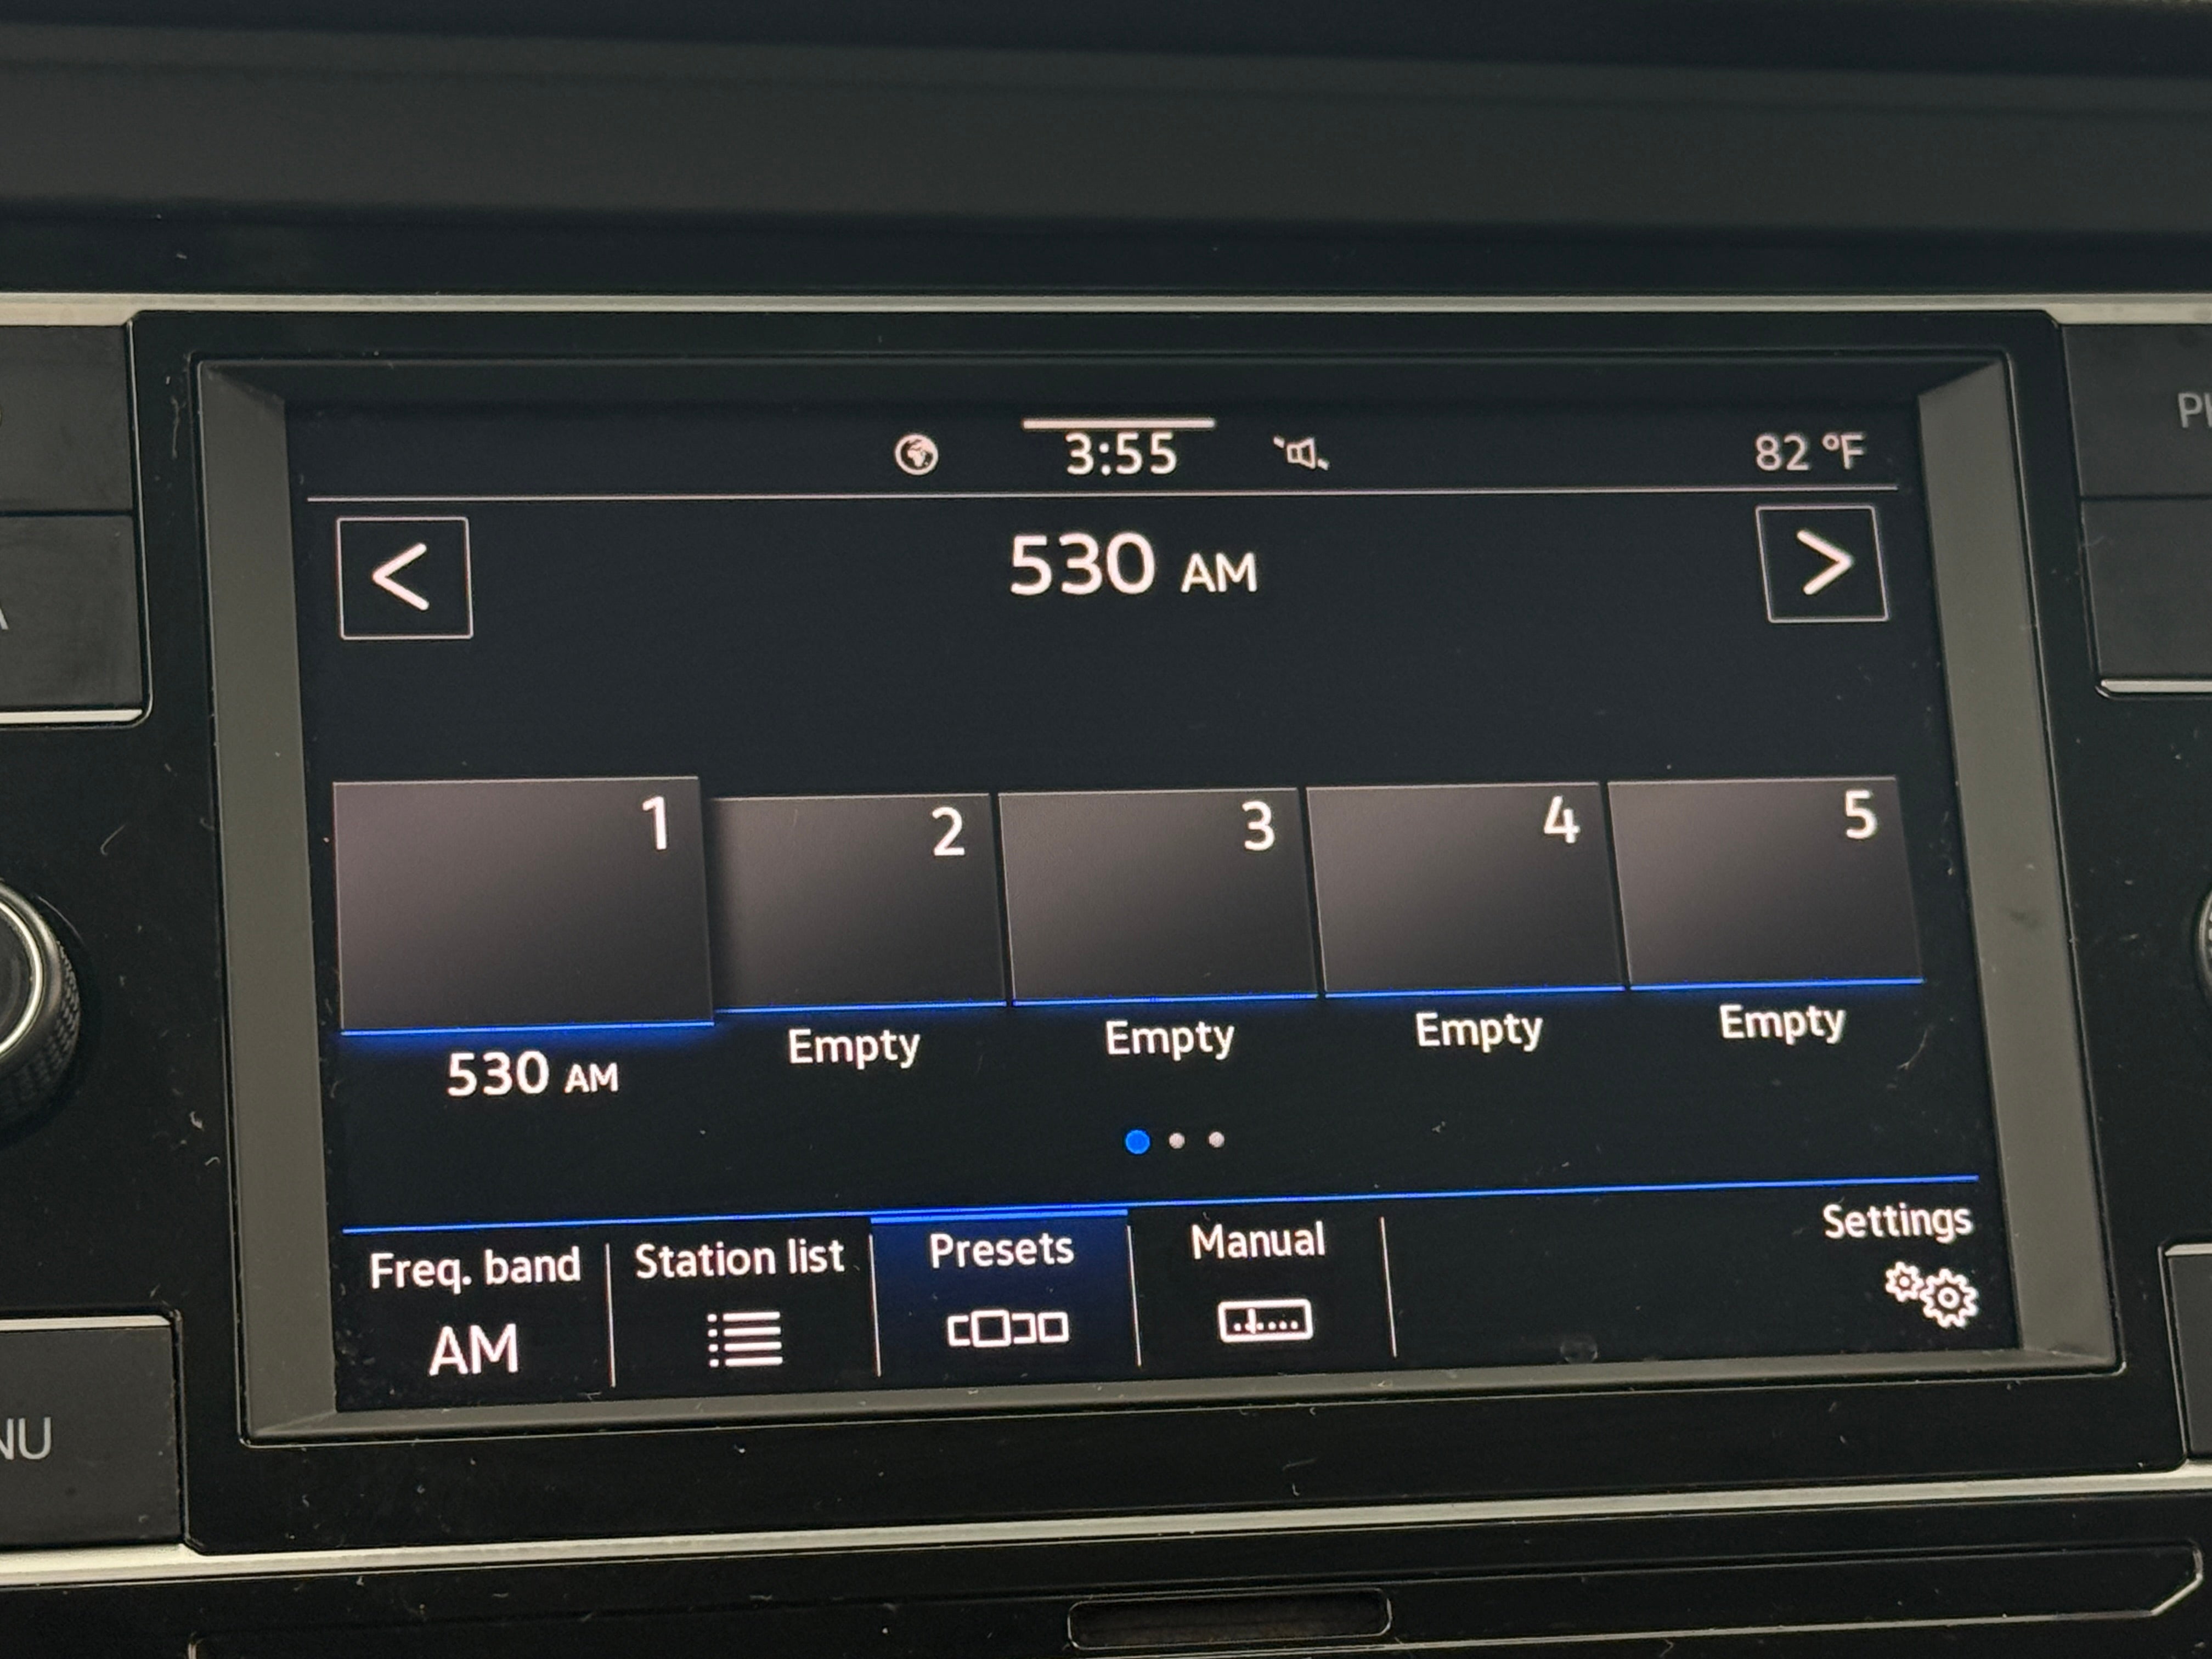 3:55
82 °F
<
530 AM
>
1
2
3
4
5
530 AM
Empty
Empty
Empty
Empty
Freq. band
AM
Station list
Presets
Manual
Settings